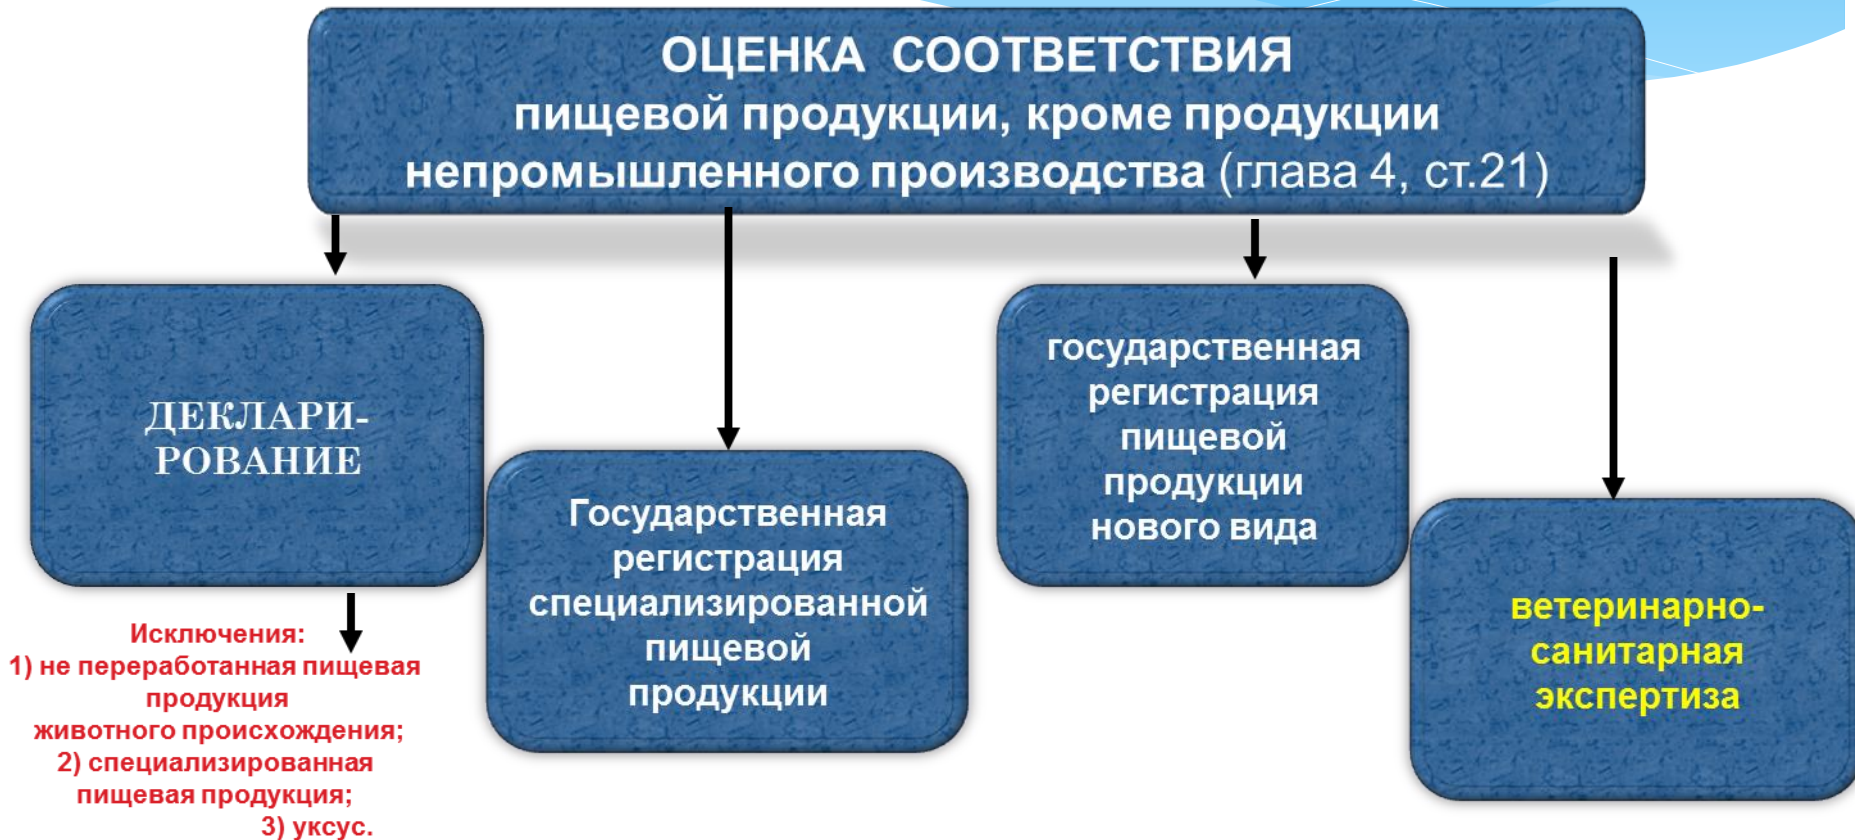 ОЦЕНКА СООТВЕТСТВИЯ
пищевой продукции, кроме продукции
непромышленного производства (глава 4, ст.21)
ДЕКЛАРИ-
РОВАНИЕ
Исключения:
1) не переработанная пищевая
продукция
животного происхождения;
2) специализированная
пищевая продукция;
3) уксус.
Государственная
регистрация
специализированной
пищевой
продукции
государственная
регистрация
пищевой
продукции
нового вида
ветеринарно-
санитарная
экспертиза